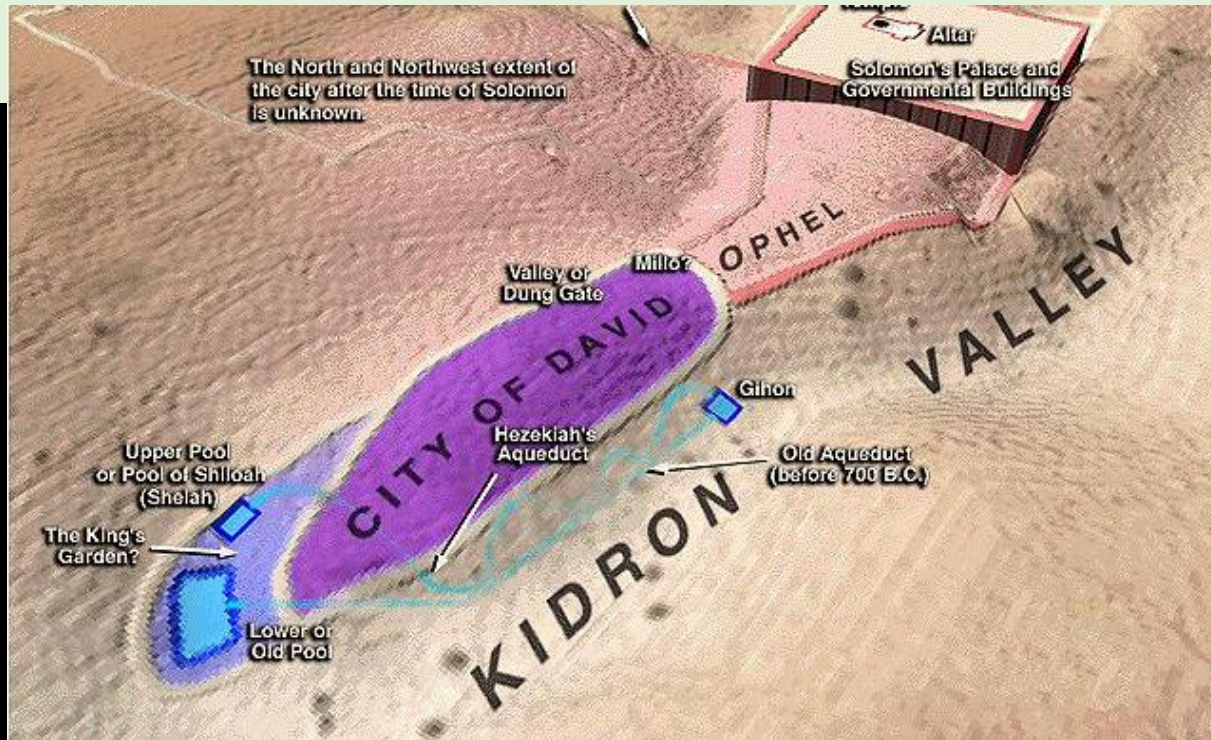 Altar
Solomon's Palace and
Governmental Buildings
The North and Northwest extent of
the city after the time of Solomon
is unknown.
OPHEL
Millo?
Valley or
Dung Gate
CITY OF DAVID
VALLEY
Gihon
Hezekiah's
Aqueduct
Old Aqueduct
(before 700 B.C.)
Upper Pool
or Pool of Shiloah
(Shelah)
The King's
Garden?
KIDRON
Lower or
Old Pool